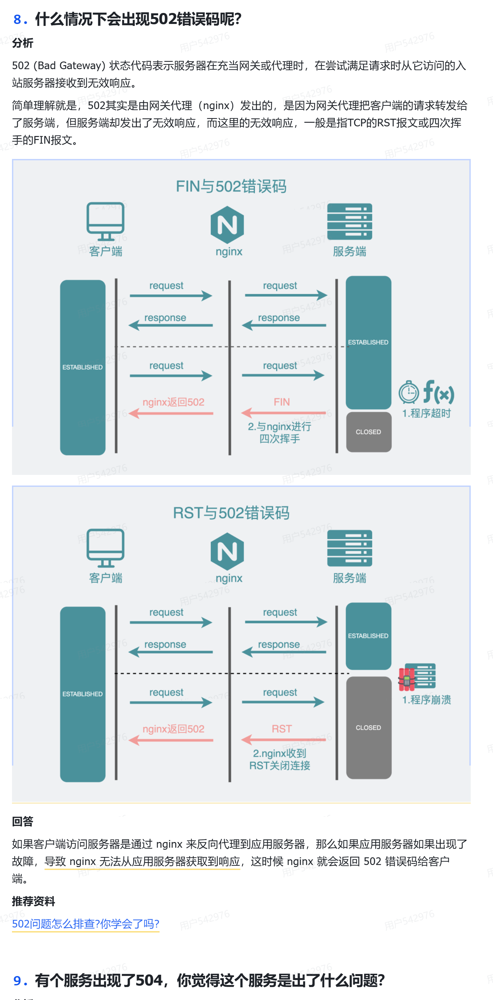 8. 什么情况下会出现502错误码呢？
分析
502 (Bad Gateway) 状态代码表示服务器在充当网关或代理时，在尝试满足请求时从它访问的入
站服务器接收到无效响应。
简单理解就是，502其实是由网关代理（nginx）发出的，是因为网关代理把客户端的请求转发给
了服务端，但服务端却发出了无效响应，而这里的无效响应，一般是指TCP的RST报文或四次挥
手的FIN报文。
FIN与502错误码
客户端
nginx
服务端
request
request
response
response
ESTABLISHED
ESTABLISHED
request
request
nginx返回502
FIN
1.程序超时
2.与nginx进行
四次挥手
CLOSED
RST与502错误码
客户端
nginx
服务端
request
request
response
response
ESTABLISHED
ESTABLISHED
request
request
1.程序崩溃
nginx返回502
RST
CLOSED
2.nginx收到
RST关闭连接
回答
如果客户端访问服务器是通过 nginx 来反向代理到应用服务器，那么如果应用服务器如果出现了
故障，导致 nginx 无法从应用服务器获取到响应，这时候 nginx 就会返回 502 错误码给客户
端。
推荐资料
502问题怎么排查?你学会了吗?
9. 有个服务出现了504，你觉得这个服务是出了什么问题？
用户542976